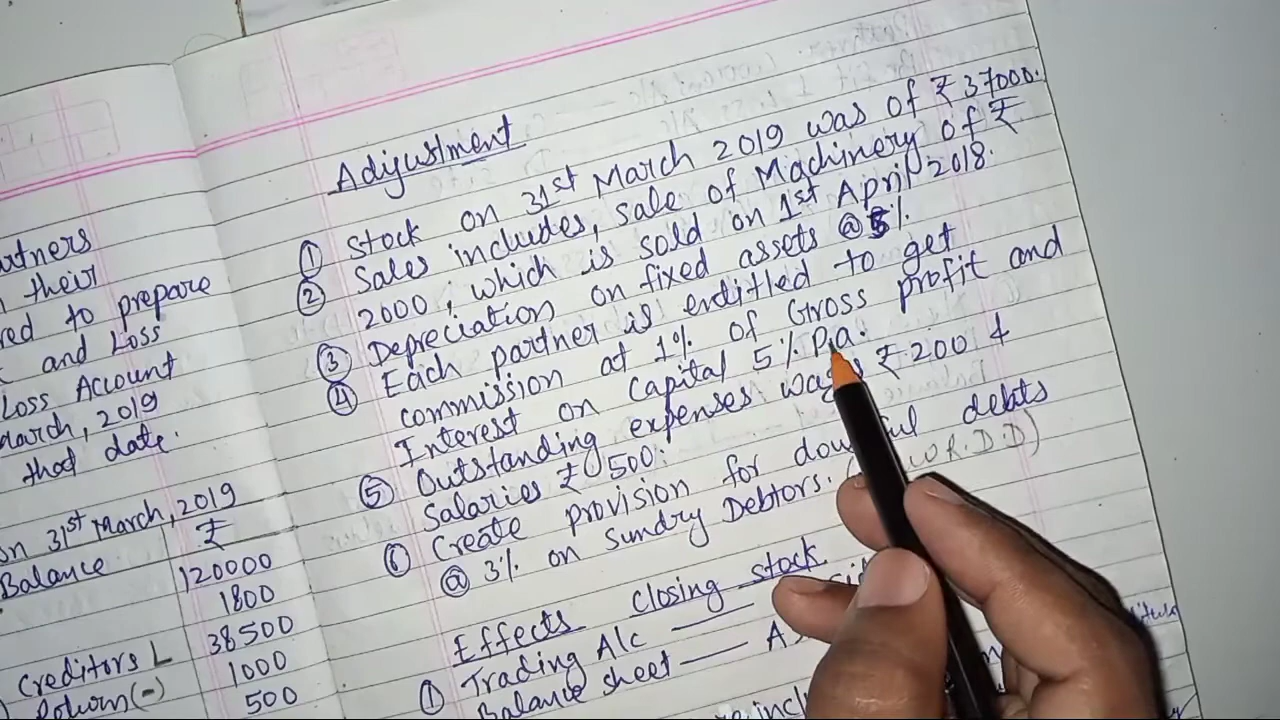 Adijustment
① Stock on 31st March 2019 was of ₹ 37000.
② Sales includes, sale of Machinery of ₹
2000, which is sold on 1st April 2018.
③ Depreciation on fixed assets @ 5%.
④ Each partner is entitled to get
commission at 1% of Gross profit and
Interest on Capital 5% P.a.
⑤ Outstanding expenses wages ₹ 200 &
Salaries ₹ 500.
⑥ Create provision for debts
@ 3% on Sundry Debtors. R.D.D)
Effects closing stock
① Trading A/c —
Balance sheet —
their
to prepare
and Loss
Loss Account
March, 2019
that date.
on 31st March, 2019
Balance ₹
120000
1800
38500
Creditors 1000
Return (-) 500